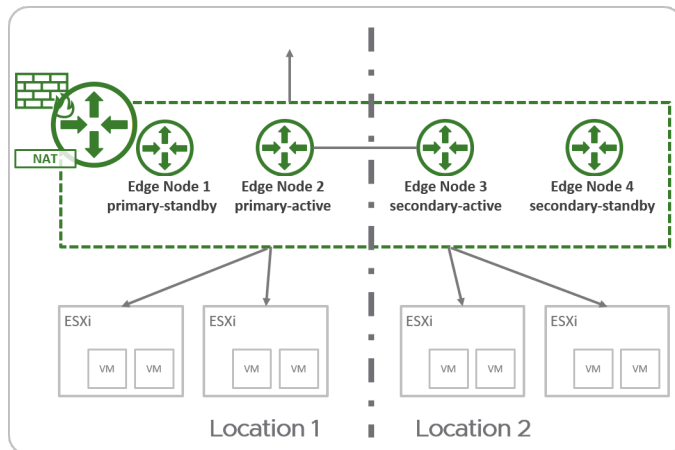 NAT
Edge Node 1
primary-standby
Edge Node 2
primary-active
Edge Node 3
secondary-active
Edge Node 4
secondary-standby
ESXi
VM VM
ESXi
VM VM
ESXi
VM VM
ESXi
VM VM
Location 1
Location 2